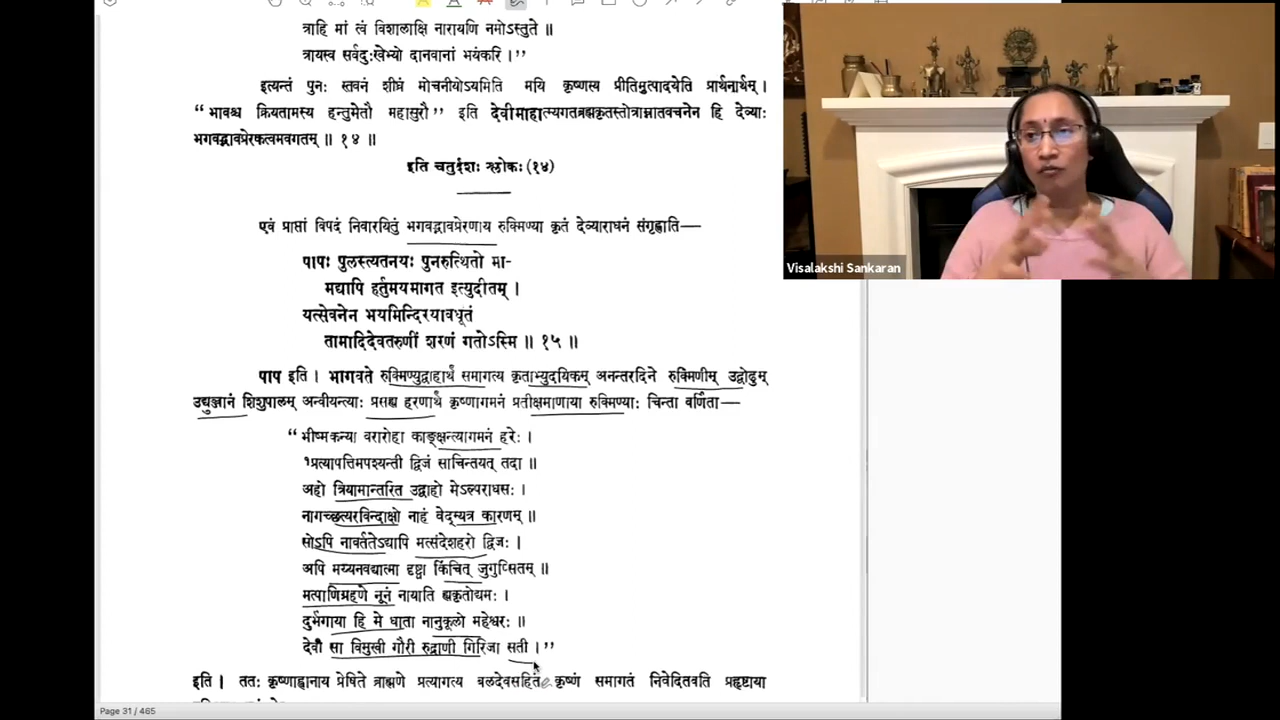 त्राहि मां त्वं विशालाक्षि नारायणि नमोऽस्तुते ॥
त्रायस्व सर्वदुःखेभ्यो दानवानां भयंकरि ।”
इत्यन्तं पुनः स्तवनं शीघ्रं मोचनीयोऽयमिति मयि कृष्णस्य प्रीतिमुत्पादयेति प्रार्थनार्थम् ।
“भावश्च क्रियतामस्य हन्तुमेतौ महासुरौ” इति देवीमाहात्म्यगतब्रह्मकृतस्तोत्राम्नातवचनेन हि देव्याः
भगवद्भावप्रेरकत्वमवगतम् ॥ १४ ॥
इति चतुर्दशः श्लोकः (१४)
एवं प्राप्तां विपदं निवारयितुं भगवद्भावप्रेरणाय रुक्मिण्या कृतं देव्याराधनं संगृह्णाति—
पापः पुलस्त्यतनयः पुनरुत्थितो मा-
मद्यापि हर्तुमयमागत इत्युदीतम् ।
यत्सेवनेन भयमिन्दिरयावधूतं
तामादिदेवतरुणीं शरणं गतोऽस्मि ॥ १५ ॥
पाप इति । भागवते रुक्मिण्युद्वाहार्थं समागत्य कृताभ्युदयिकम् अनन्तरदिने रुक्मिणीम् उद्वोढुम्
उद्युञ्जानं शिशुपालम् अन्वीयन्त्याः प्रसह्य हरणार्थं कृष्णागमनं प्रतीक्षमाणाया रुक्मिण्याः चिन्ता वर्णिता—
“भीष्मकन्या वरारोहा काङ्क्षन्त्यागमनं हरेः ।
१प्रत्यापत्तिमपश्यन्ती द्विजं साचिन्तयत् तदा ॥
अहो त्रियामान्तरित उद्वाहो मेऽल्पराधसः ।
नागच्छत्यरविन्दाक्षो नाहं वेद्म्यत्र कारणम् ॥
सोऽपि नावर्ततेऽद्यापि मत्संदेशहरो द्विजः ।
अपि मय्यनवद्यात्मा दृष्ट्वा किंचित् जुगुप्सितम् ॥
मत्पाणिग्रहणे नूनं नायाति ह्यकृतोद्यमः ।
दुर्भगाया हि मे धाता नानुकूलो महेश्वरः ॥
देवी सा विमुखी गौरी रुद्राणी गिरिजा सती ।”
इति । ततः कृष्णाह्वानाय प्रेषिते ब्राह्मणे प्रत्यागत्य बलदेवसहितं कृष्णं समागतं निवेदितवति प्रहृष्टाया
Visalakshi Sankaran
Page 31 / 465